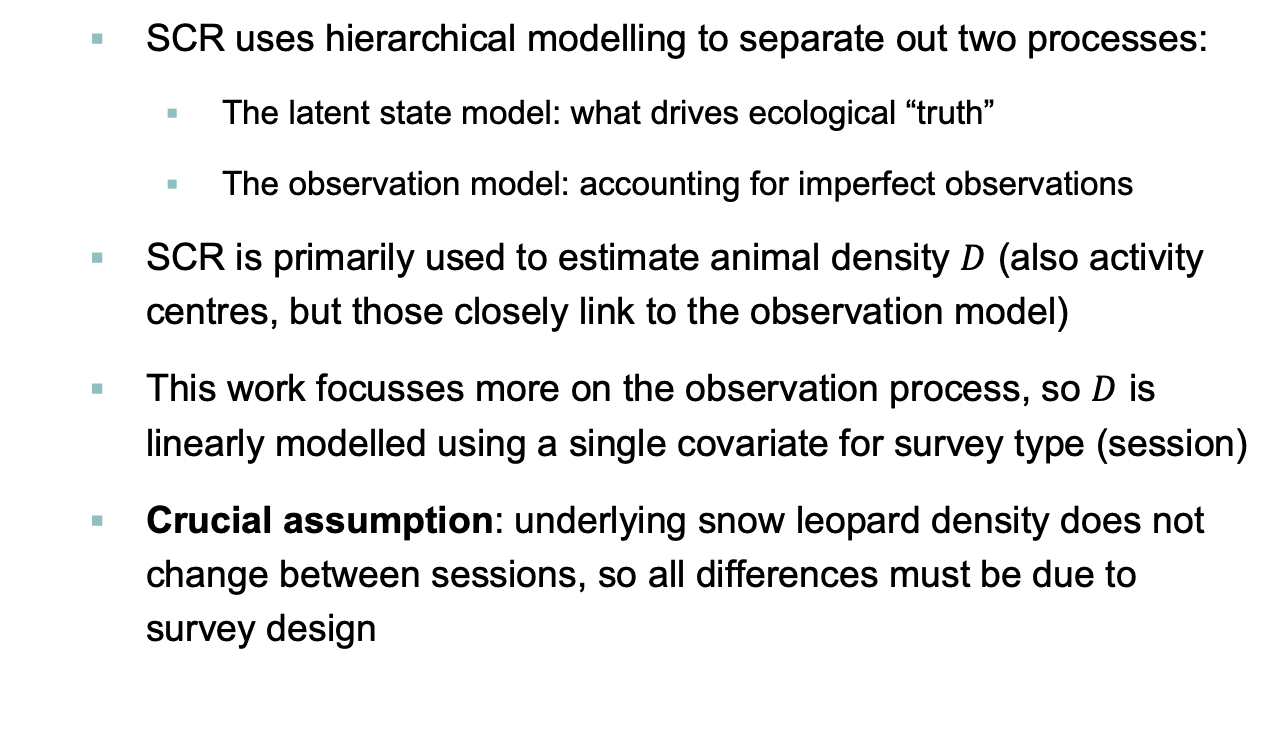 SCR uses hierarchical modelling to separate out two processes:
The latent state model: what drives ecological “truth”
The observation model: accounting for imperfect observations
SCR is primarily used to estimate animal density D (also activity
centres, but those closely link to the observation model)
This work focusses more on the observation process, so D is
linearly modelled using a single covariate for survey type (session)
Crucial assumption: underlying snow leopard density does not
change between sessions, so all differences must be due to
survey design